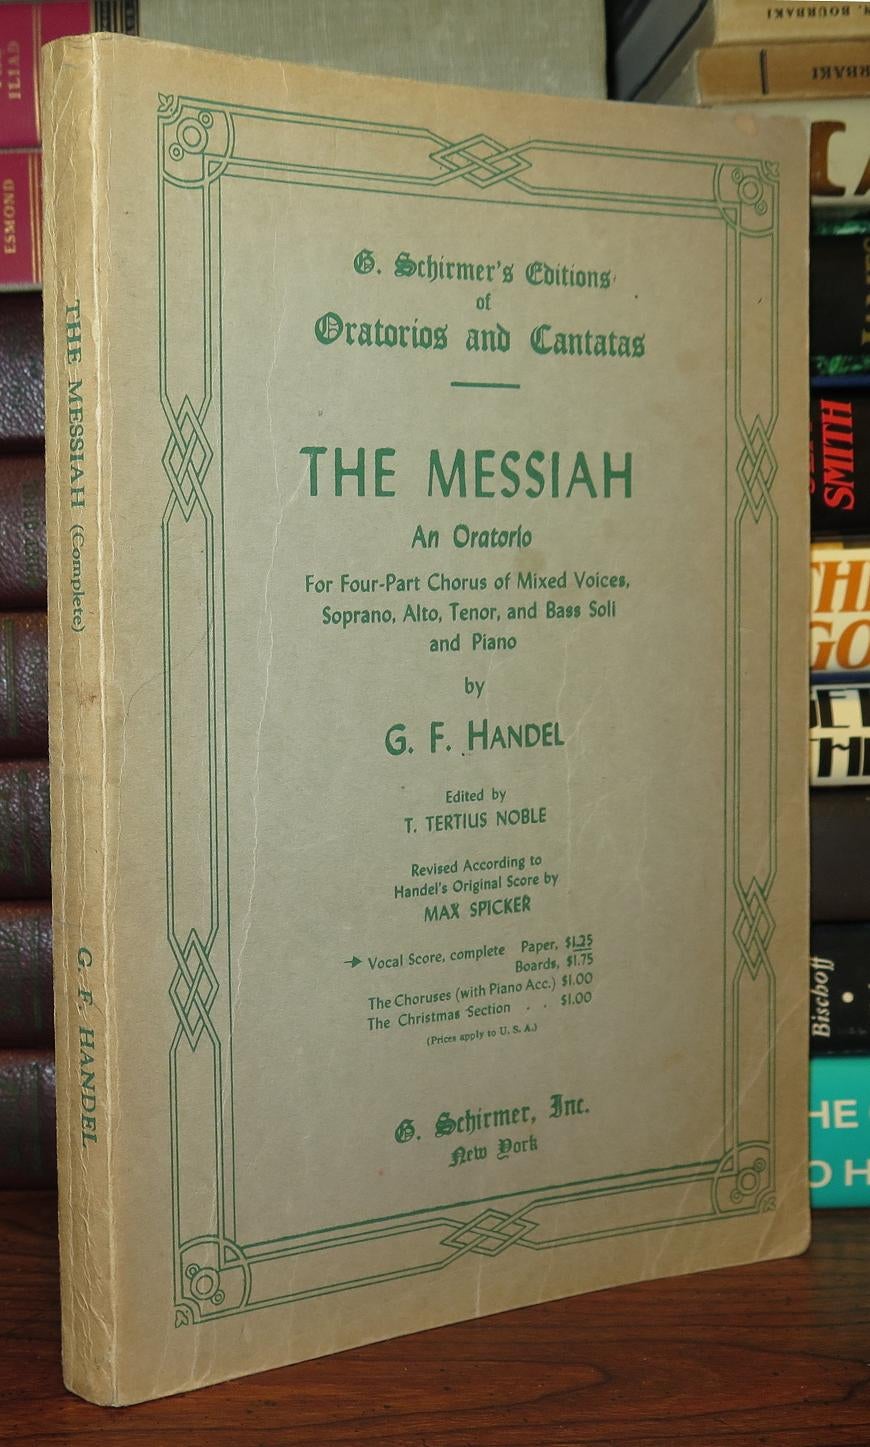 G. Schirmer's Editions
of
Oratorios and Cantatas
THE MESSIAH
An Oratorio
For Four-Part Chorus of Mixed Voices,
Soprano, Alto, Tenor, and Bass Soli
and Piano
by
G. F. HANDEL
Edited by
T. TERTIUS NOBLE
Revised According to
Handel's Original Score by
MAX SPICKER
Vocal Score, complete Paper, $1.25
Boards, $1.75
The Choruses (with Piano Acc.) $1.00
The Christmas Section . . $1.00
(Prices apply to U. S. A.)
G. Schirmer, Inc.
New York
THE MESSIAH (Complete)
G. F. HANDEL
ILIAD
ESMOND
BOURBAKI
SMITH
Bischoff